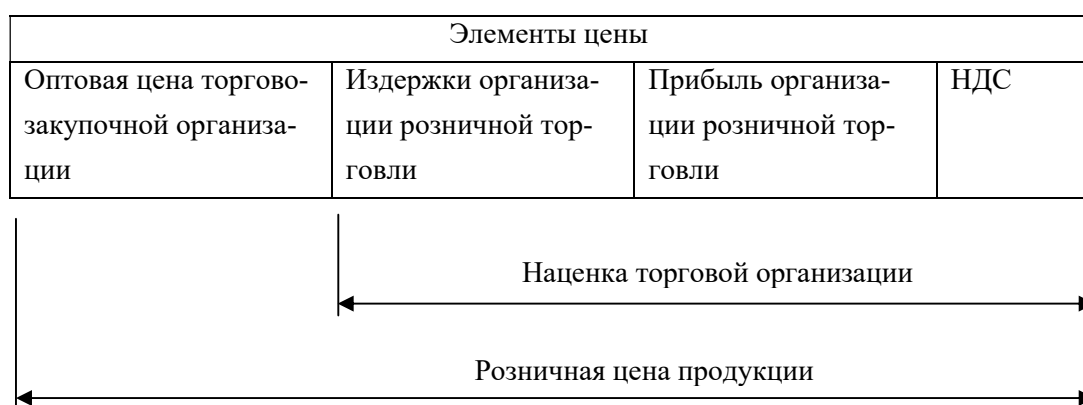 Элементы цены
Оптовая цена торгово-
закупочной организа-
ции
Издержки организа-
ции розничной тор-
говли
Прибыль организа-
ции розничной тор-
говли
НДС
Наценка торговой организации
Розничная цена продукции